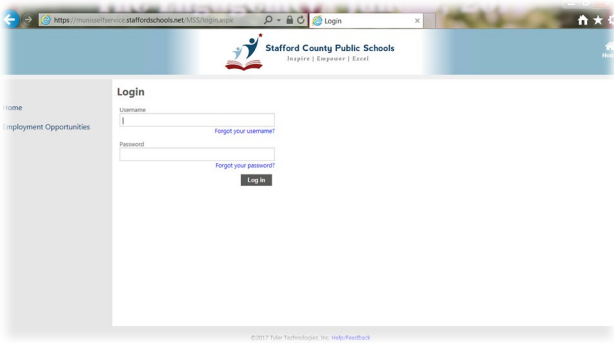 https://munisselfservice.staffordschools.net/MSS/login.aspx
Login
Stafford County Public Schools
Inspire | Empower | Excel
Login
Home
Employment Opportunities
Username
Forgot your username?
Password
Forgot your password?
Log in
©2017 Tyler Technologies, Inc. Help/Feedback